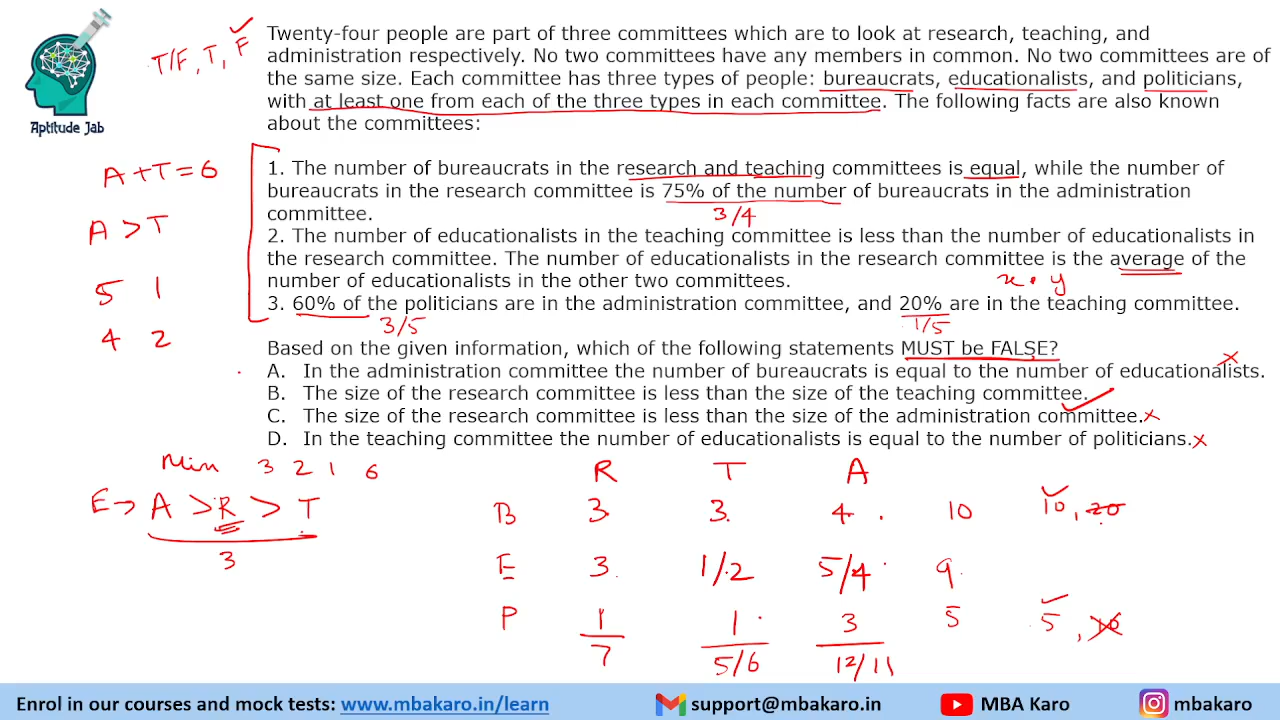 Aptitude Jab
T/F, T, F
Twenty-four people are part of three committees which are to look at research, teaching, and
administration respectively. No two committees have any members in common. No two committees are of
the same size. Each committee has three types of people: bureaucrats, educationalists, and politicians,
with at least one from each of the three types in each committee. The following facts are also known
about the committees:
1. The number of bureaucrats in the research and teaching committees is equal, while the number of
bureaucrats in the research committee is 75% of the number of bureaucrats in the administration
committee.
3/4
2. The number of educationalists in the teaching committee is less than the number of educationalists in
the research committee. The number of educationalists in the research committee is the average of the
number of educationalists in the other two committees.
x . y
3. 60% of the politicians are in the administration committee, and 20% are in the teaching committee.
3/5 1/5
A + T = 6
A > T
5 1
4 2
Based on the given information, which of the following statements MUST be FALSE?
A. In the administration committee the number of bureaucrats is equal to the number of educationalists.
B. The size of the research committee is less than the size of the teaching committee.
C. The size of the research committee is less than the size of the administration committee.
D. In the teaching committee the number of educationalists is equal to the number of politicians.
Min 3 2 1 6
E→ A > R > T
3
R T A
B 3 3 4 10 10, 20
E 3 1/2 5/4 9
P 1 1 3 5 5, 10
7 5/6 12/11
Enrol in our courses and mock tests: www.mbakaro.in/learn support@mbakaro.in MBA Karo mbakaro